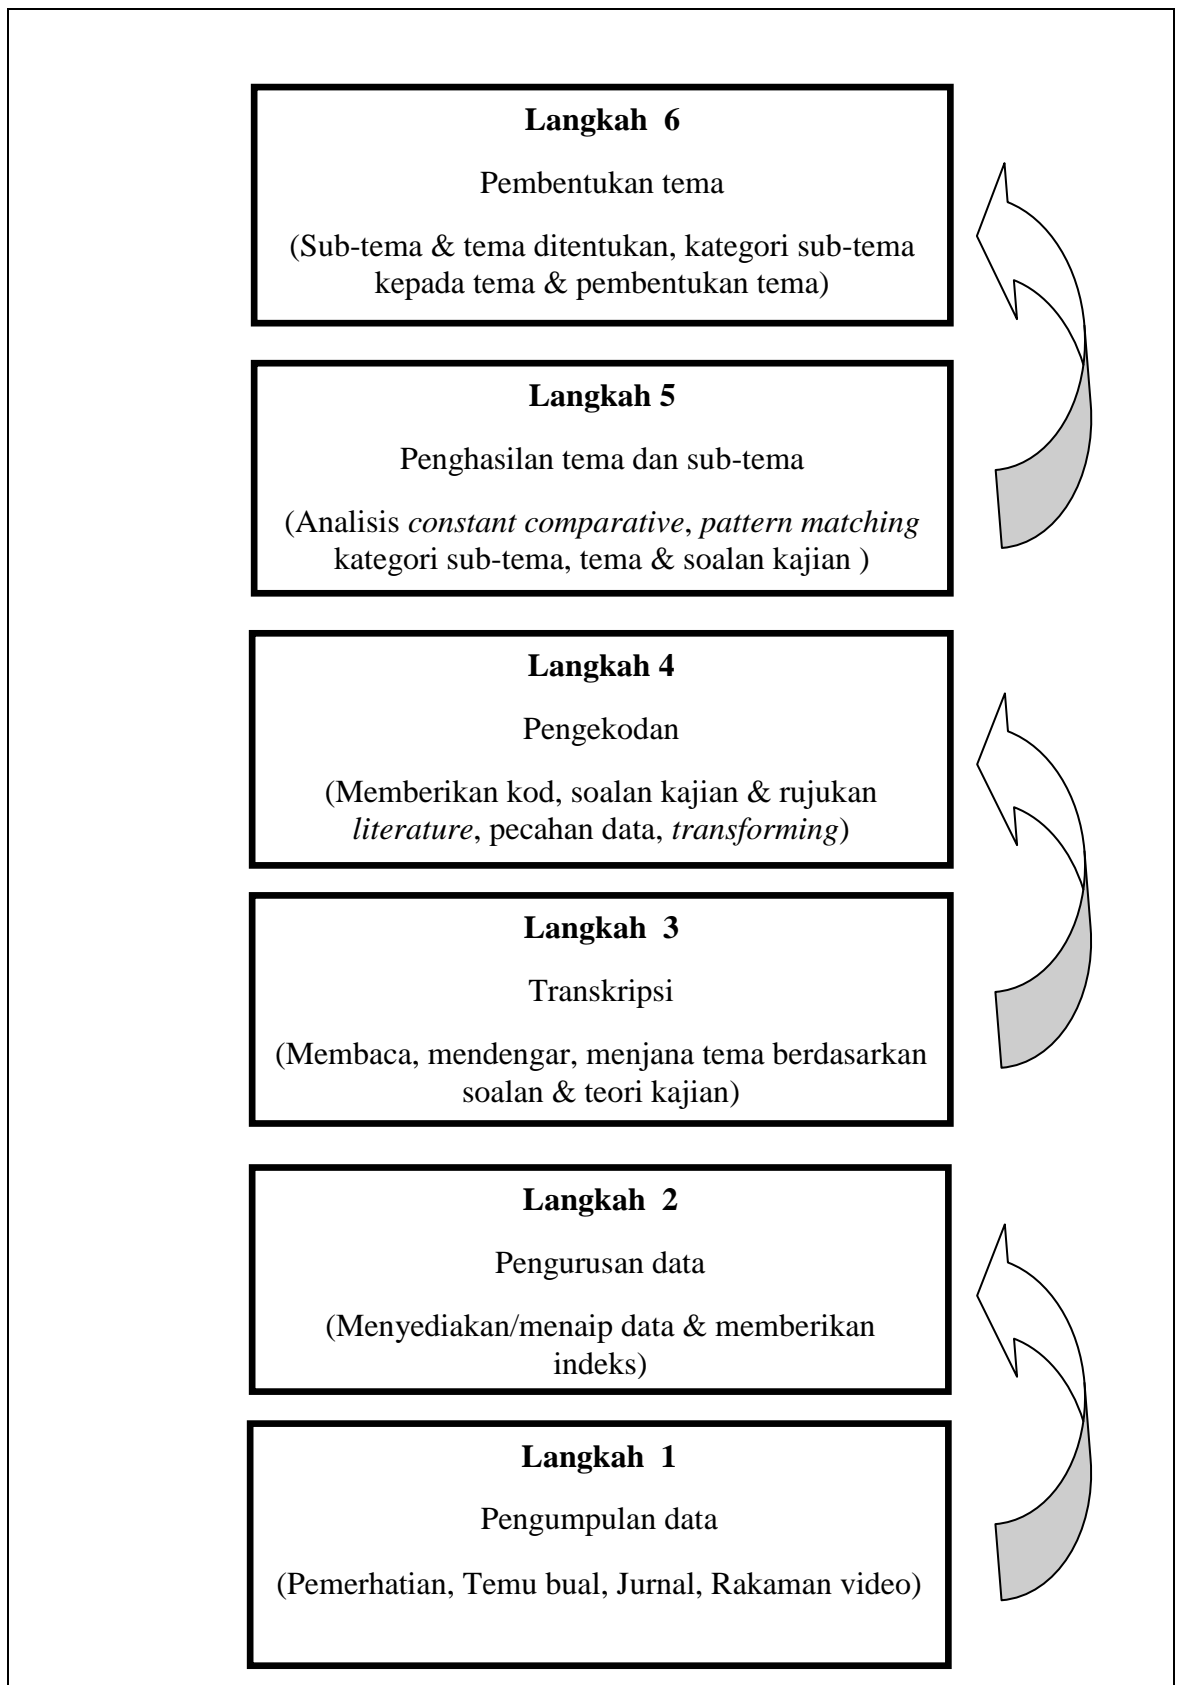 Langkah  6
Pembentukan tema
(Sub-tema & tema ditentukan, kategori sub-tema
kepada tema & pembentukan tema)
Langkah 5
Penghasilan tema dan sub-tema
(Analisis constant comparative, pattern matching
kategori sub-tema, tema & soalan kajian )
Langkah 4
Pengekodan
(Memberikan kod, soalan kajian & rujukan
literature, pecahan data, transforming)
Langkah  3
Transkripsi
(Membaca, mendengar, menjana tema berdasarkan
soalan & teori kajian)
Langkah  2
Pengurusan data
(Menyediakan/menaip data & memberikan
indeks)
Langkah  1
Pengumpulan data
(Pemerhatian, Temu bual, Jurnal, Rakaman video)